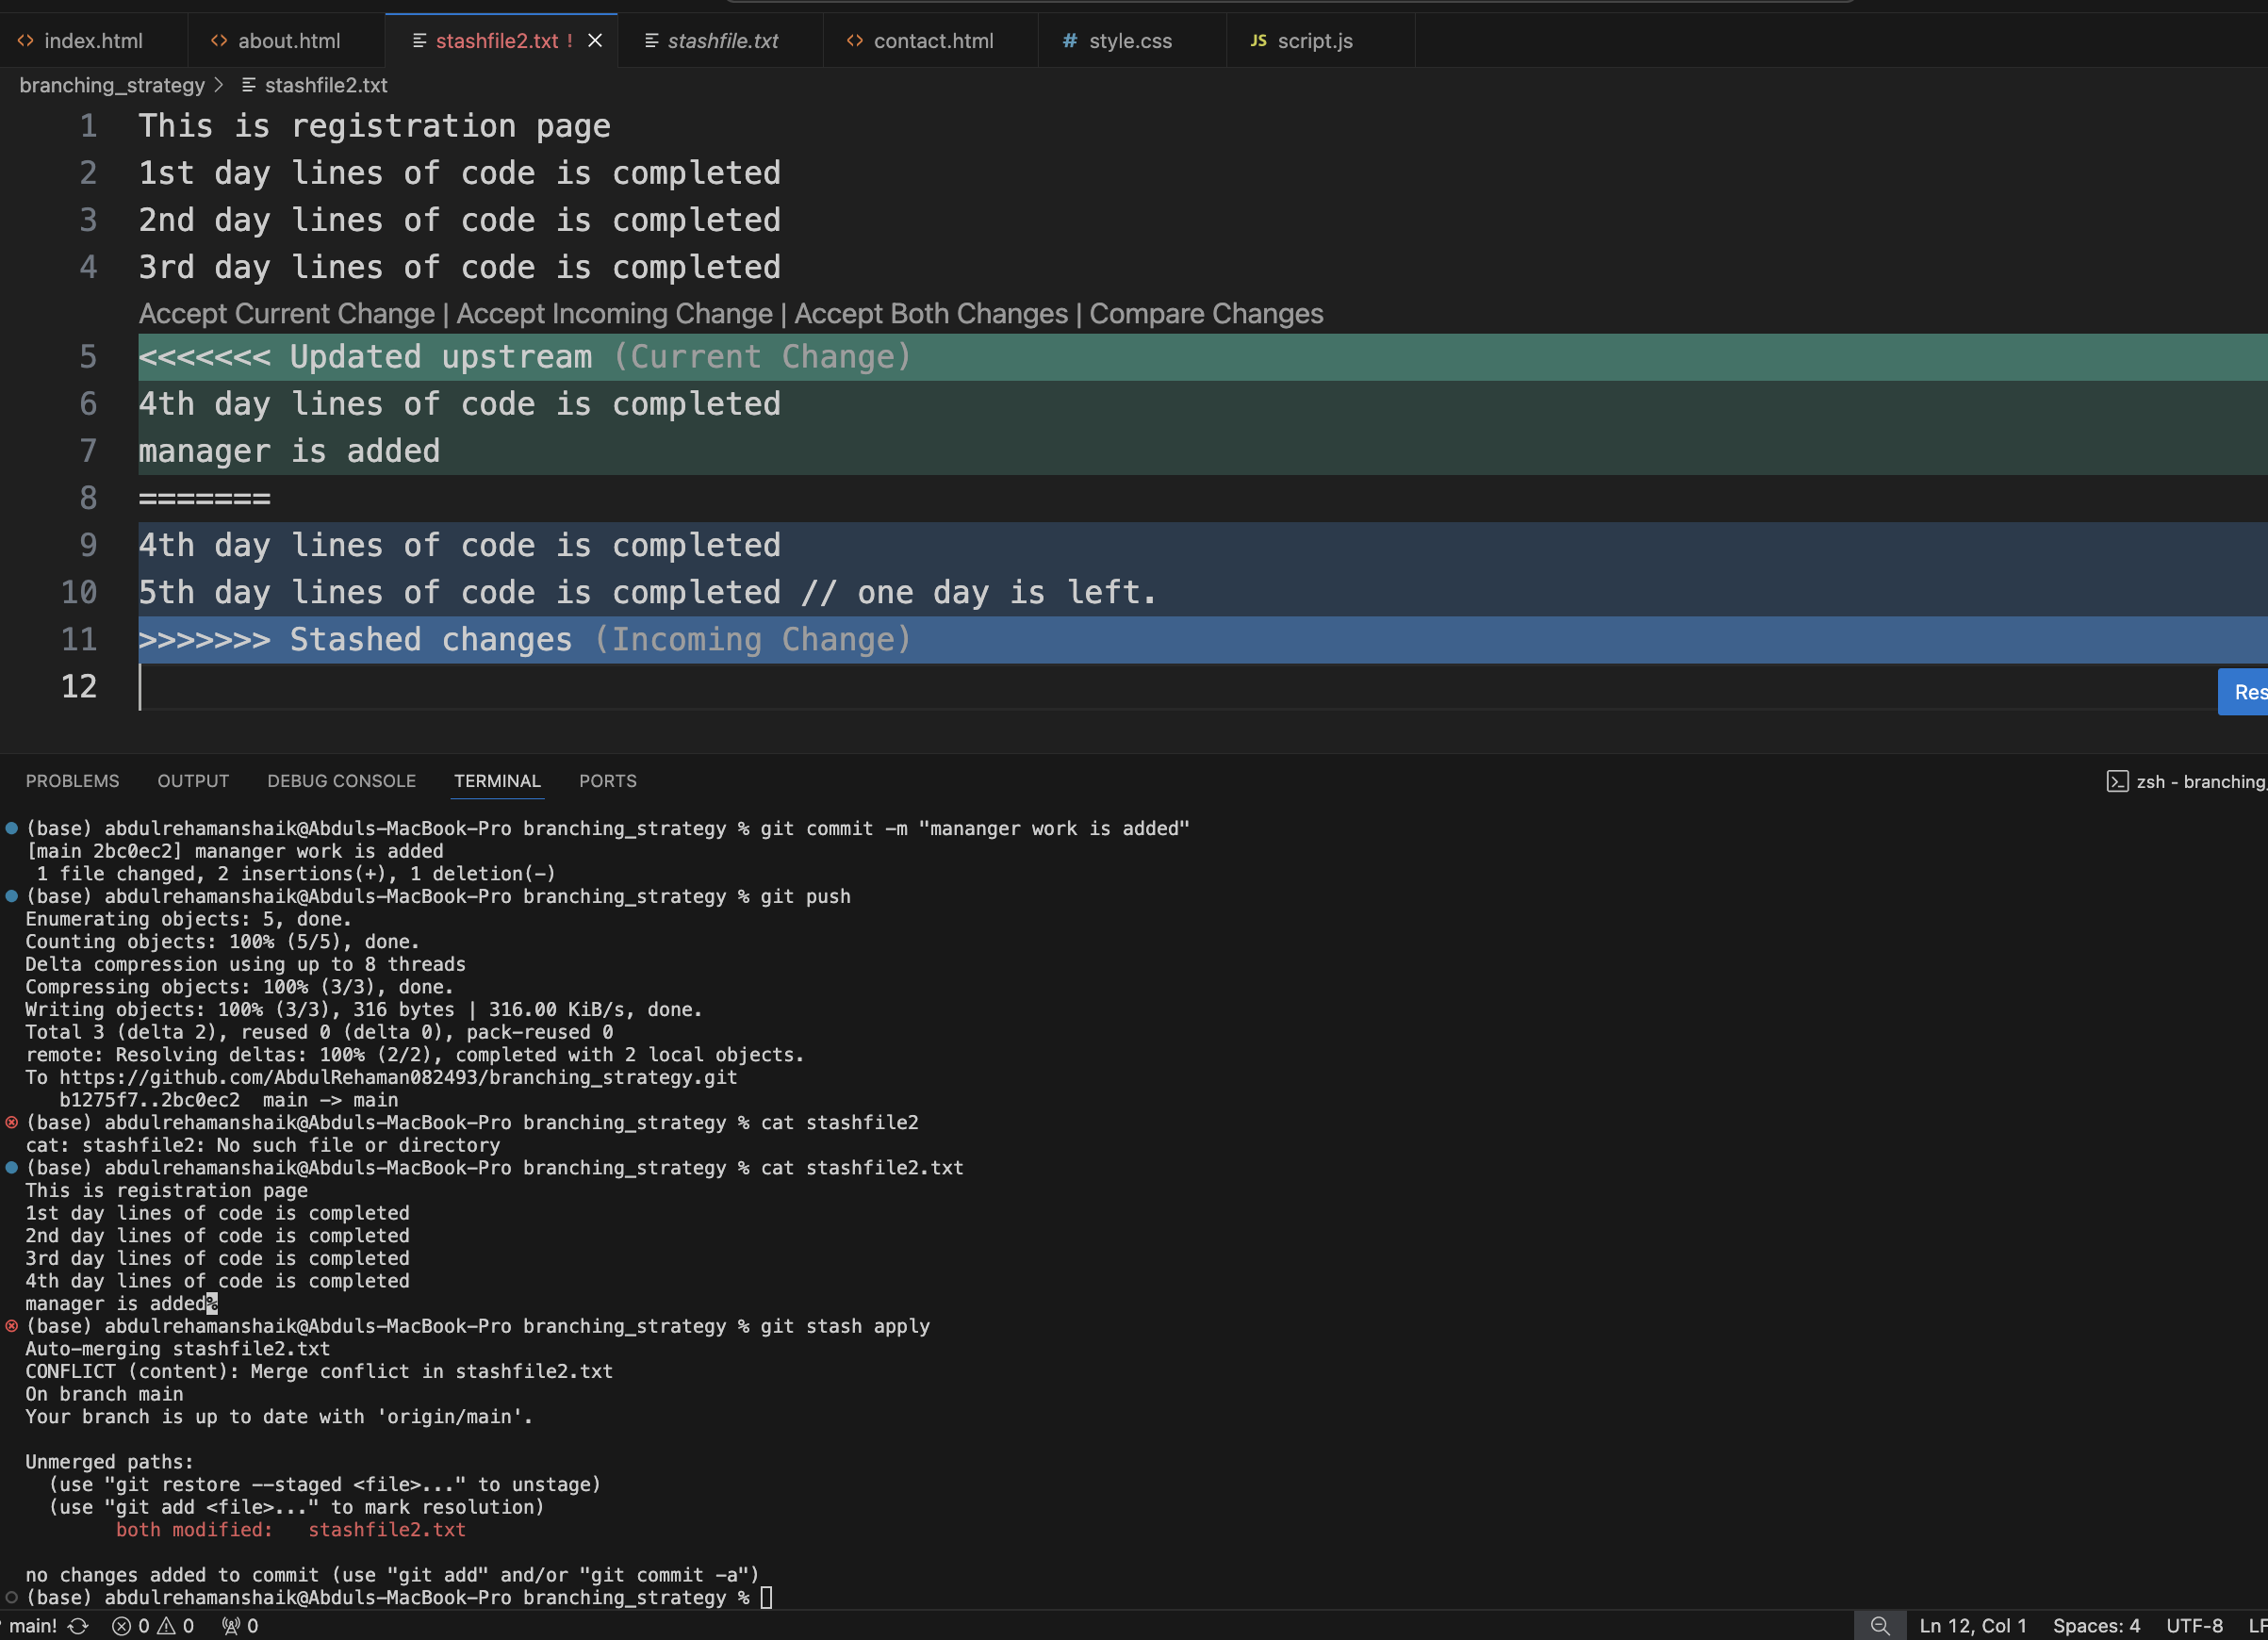 index.html about.html stashfile2.txt ! stashfile.txt contact.html # style.css JS script.js
branching_strategy > stashfile2.txt
1 This is registration page
2 1st day lines of code is completed
3 2nd day lines of code is completed
4 3rd day lines of code is completed
Accept Current Change | Accept Incoming Change | Accept Both Changes | Compare Changes
5 <<<<<<< Updated upstream (Current Change)
6 4th day lines of code is completed
7 manager is added
8 =======
9 4th day lines of code is completed
10 5th day lines of code is completed // one day is left.
11 >>>>>>> Stashed changes (Incoming Change)
12
PROBLEMS OUTPUT DEBUG CONSOLE TERMINAL PORTS zsh - branching_
(base) abdulrehamanshaik@Abduls-MacBook-Pro branching_strategy % git commit -m "mananger work is added"
[main 2bc0ec2] mananger work is added
1 file changed, 2 insertions(+), 1 deletion(-)
(base) abdulrehamanshaik@Abduls-MacBook-Pro branching_strategy % git push
Enumerating objects: 5, done.
Counting objects: 100% (5/5), done.
Delta compression using up to 8 threads
Compressing objects: 100% (3/3), done.
Writing objects: 100% (3/3), 316 bytes | 316.00 KiB/s, done.
Total 3 (delta 2), reused 0 (delta 0), pack-reused 0
remote: Resolving deltas: 100% (2/2), completed with 2 local objects.
To https://github.com/AbdulRehaman082493/branching_strategy.git
b1275f7..2bc0ec2 main -> main
(base) abdulrehamanshaik@Abduls-MacBook-Pro branching_strategy % cat stashfile2
cat: stashfile2: No such file or directory
(base) abdulrehamanshaik@Abduls-MacBook-Pro branching_strategy % cat stashfile2.txt
This is registration page
1st day lines of code is completed
2nd day lines of code is completed
3rd day lines of code is completed
4th day lines of code is completed
manager is added%
(base) abdulrehamanshaik@Abduls-MacBook-Pro branching_strategy % git stash apply
Auto-merging stashfile2.txt
CONFLICT (content): Merge conflict in stashfile2.txt
On branch main
Your branch is up to date with 'origin/main'.
Unmerged paths:
(use "git restore --staged <file>..." to unstage)
(use "git add <file>..." to mark resolution)
both modified: stashfile2.txt
no changes added to commit (use "git add" and/or "git commit -a")
(base) abdulrehamanshaik@Abduls-MacBook-Pro branching_strategy %
main! 0 0 0 Ln 12, Col 1 Spaces: 4 UTF-8 LF